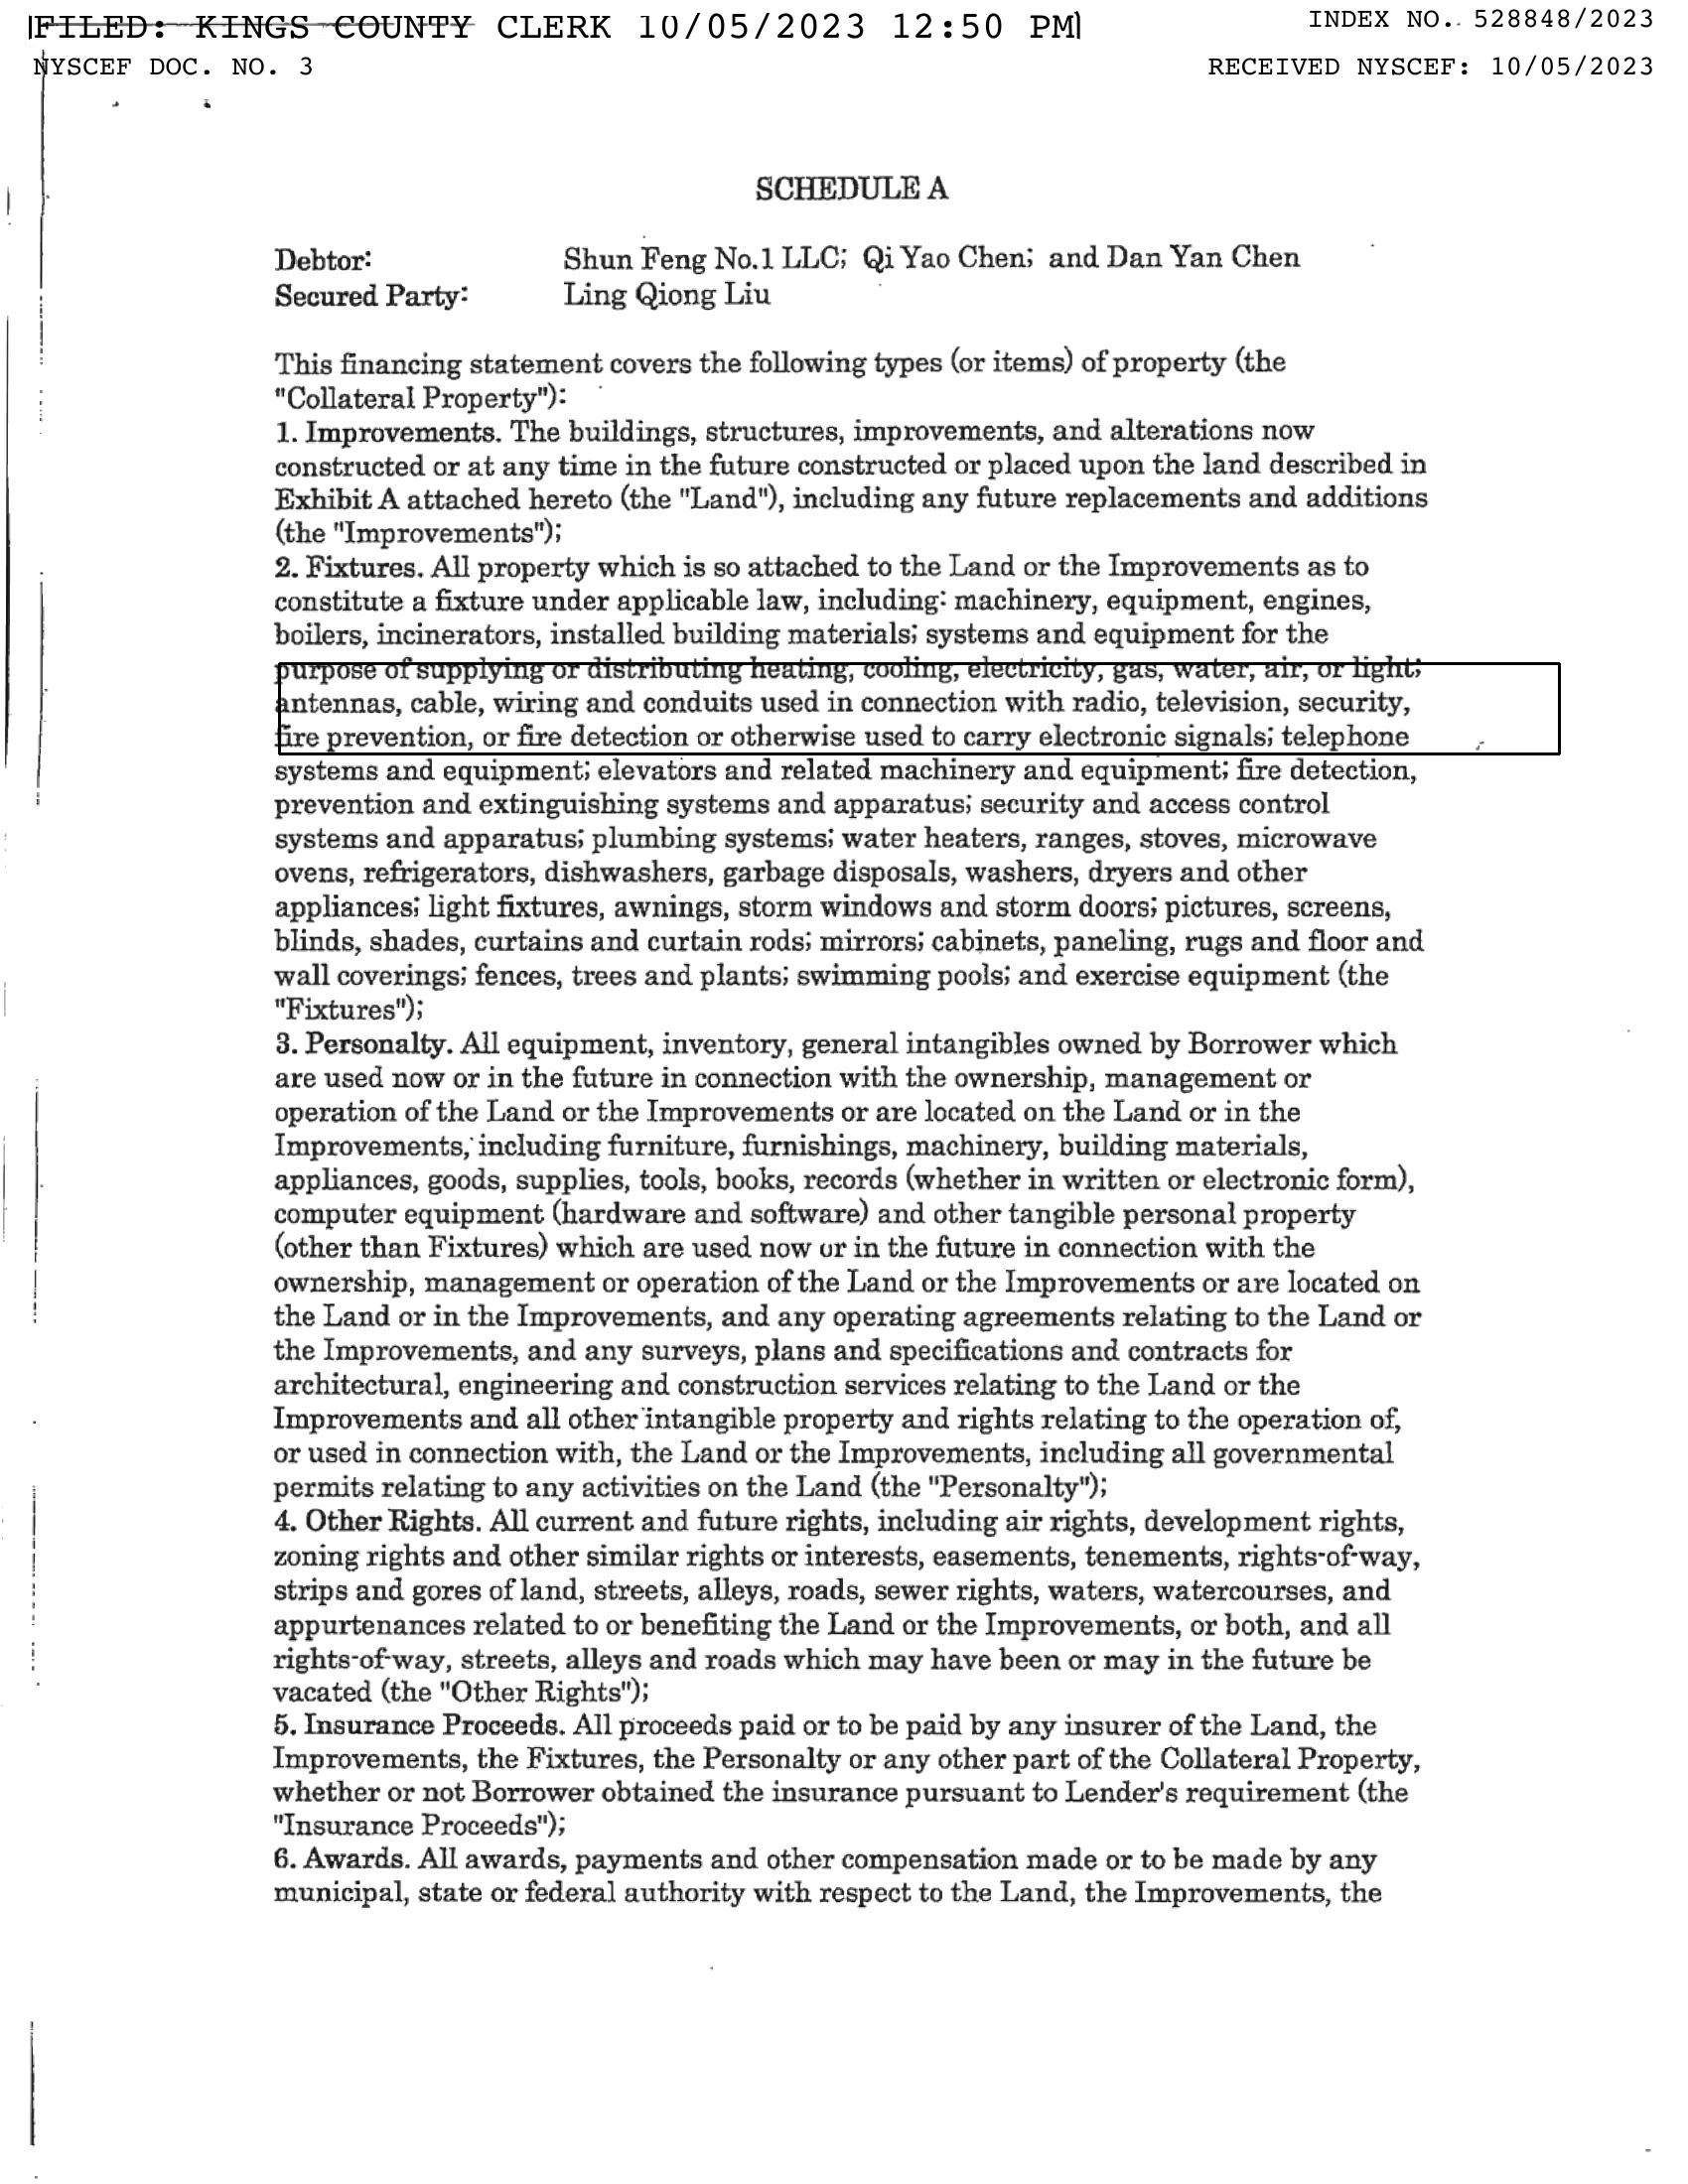 FILED: KINGS COUNTY CLERK 10/05/2023 12:50 PM
INDEX NO. 528848/2023
NYSCEF DOC. NO. 3
RECEIVED NYSCEF: 10/05/2023
SCHEDULE A
Debtor: Shun Feng No.1 LLC; Qi Yao Chen; and Dan Yan Chen
Secured Party: Ling Qiong Liu
This financing statement covers the following types (or items) of property (the
"Collateral Property"):
1. Improvements. The buildings, structures, improvements, and alterations now
constructed or at any time in the future constructed or placed upon the land described in
Exhibit A attached hereto (the "Land"), including any future replacements and additions
(the "Improvements");
2. Fixtures. All property which is so attached to the Land or the Improvements as to
constitute a fixture under applicable law, including: machinery, equipment, engines,
boilers, incinerators, installed building materials; systems and equipment for the
purpose of supplying or distributing heating, cooling, electricity, gas, water, air, or light;
antennas, cable, wiring and conduits used in connection with radio, television, security,
fire prevention, or fire detection or otherwise used to carry electronic signals; telephone
systems and equipment; elevators and related machinery and equipment; fire detection,
prevention and extinguishing systems and apparatus; security and access control
systems and apparatus; plumbing systems; water heaters, ranges, stoves, microwave
ovens, refrigerators, dishwashers, garbage disposals, washers, dryers and other
appliances; light fixtures, awnings, storm windows and storm doors; pictures, screens,
blinds, shades, curtains and curtain rods; mirrors; cabinets, paneling, rugs and floor and
wall coverings; fences, trees and plants; swimming pools; and exercise equipment (the
"Fixtures");
3. Personalty. All equipment, inventory, general intangibles owned by Borrower which
are used now or in the future in connection with the ownership, management or
operation of the Land or the Improvements or are located on the Land or in the
Improvements, including furniture, furnishings, machinery, building materials,
appliances, goods, supplies, tools, books, records (whether in written or electronic form),
computer equipment (hardware and software) and other tangible personal property
(other than Fixtures) which are used now or in the future in connection with the
ownership, management or operation of the Land or the Improvements or are located on
the Land or in the Improvements, and any operating agreements relating to the Land or
the Improvements, and any surveys, plans and specifications and contracts for
architectural, engineering and construction services relating to the Land or the
Improvements and all other intangible property and rights relating to the operation of,
or used in connection with, the Land or the Improvements, including all governmental
permits relating to any activities on the Land (the "Personalty");
4. Other Rights. All current and future rights, including air rights, development rights,
zoning rights and other similar rights or interests, easements, tenements, rights-of-way,
strips and gores of land, streets, alleys, roads, sewer rights, waters, watercourses, and
appurtenances related to or benefiting the Land or the Improvements, or both, and all
rights-of-way, streets, alleys and roads which may have been or may in the future be
vacated (the "Other Rights");
5. Insurance Proceeds. All proceeds paid or to be paid by any insurer of the Land, the
Improvements, the Fixtures, the Personalty or any other part of the Collateral Property,
whether or not Borrower obtained the insurance pursuant to Lender's requirement (the
"Insurance Proceeds");
6. Awards. All awards, payments and other compensation made or to be made by any
municipal, state or federal authority with respect to the Land, the Improvements, the